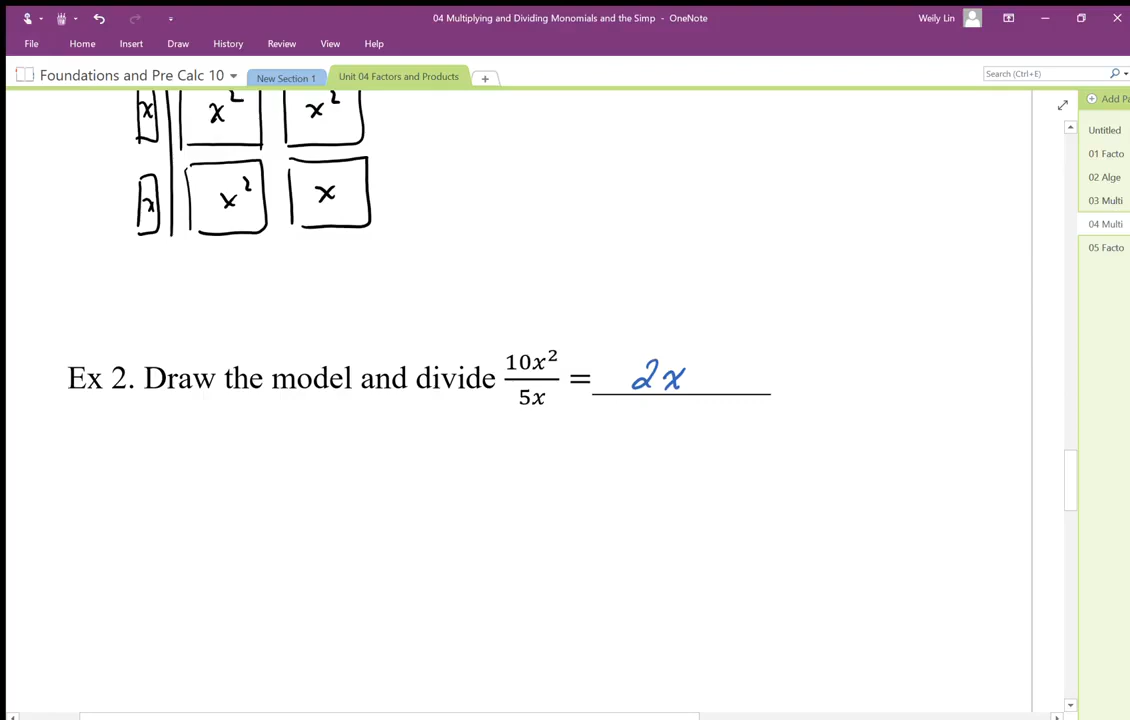 04 Multiplying and Dividing Monomials and the Simp - OneNote
Weily Lin
File Home Insert Draw History Review View Help
Foundations and Pre Calc 10
New Section 1
Unit 04 Factors and Products
+
Search (Ctrl+E)
Add Pa
Untitled
01 Facto
02 Alge
03 Multi
04 Multi
05 Facto
x x² x²
x x² x
Ex 2. Draw the model and divide 10x²/5x = 2x